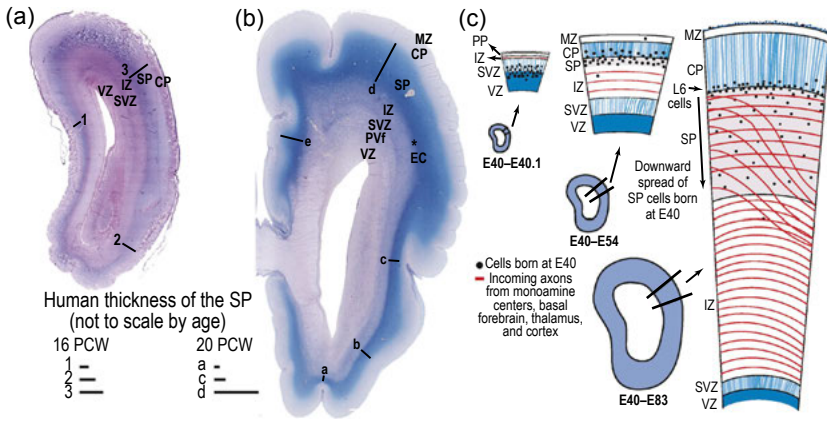 (a)
3
IZ
SP
CP
VZ
SVZ
1
2
Human thickness of the SP
(not to scale by age)
16 PCW
20 PCW
1
2
3
a
c
d
(b)
MZ
CP
d
SP
IZ
SVZ
PVf
VZ
*
EC
e
c
b
a
(c)
PP
IZ
SVZ
VZ
E40–E40.1
MZ
CP
SP
IZ
SVZ
VZ
E40–E54
Downward
spread of
SP cells born
at E40
Cells born at E40
Incoming axons
from monoamine
centers, basal
forebrain, thalamus,
and cortex
E40–E83
MZ
CP
L6
cells
SP
IZ
SVZ
VZ